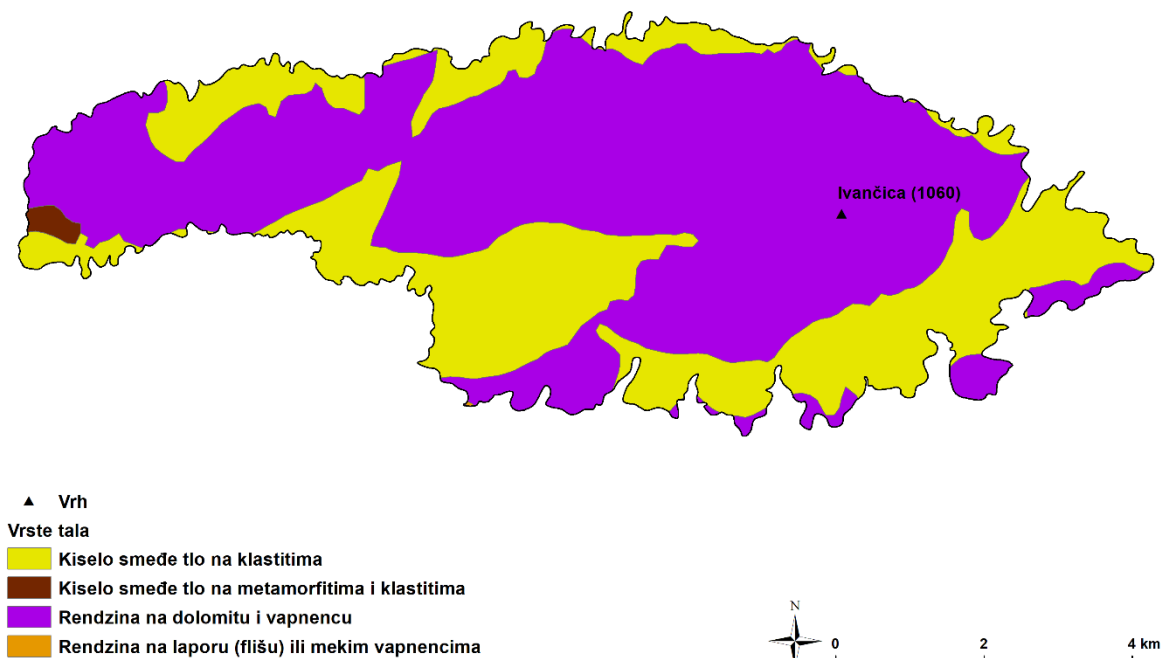 Ivančica (1060)
Vrh
Vrste tala
Kiselo smeđe tlo na klastitima
Kiselo smeđe tlo na metamorfitima i klastitima
Rendzina na dolomitu i vapnencu
Rendzina na laporu (flišu) ili mekim vapnencima
N
0 2 4 km